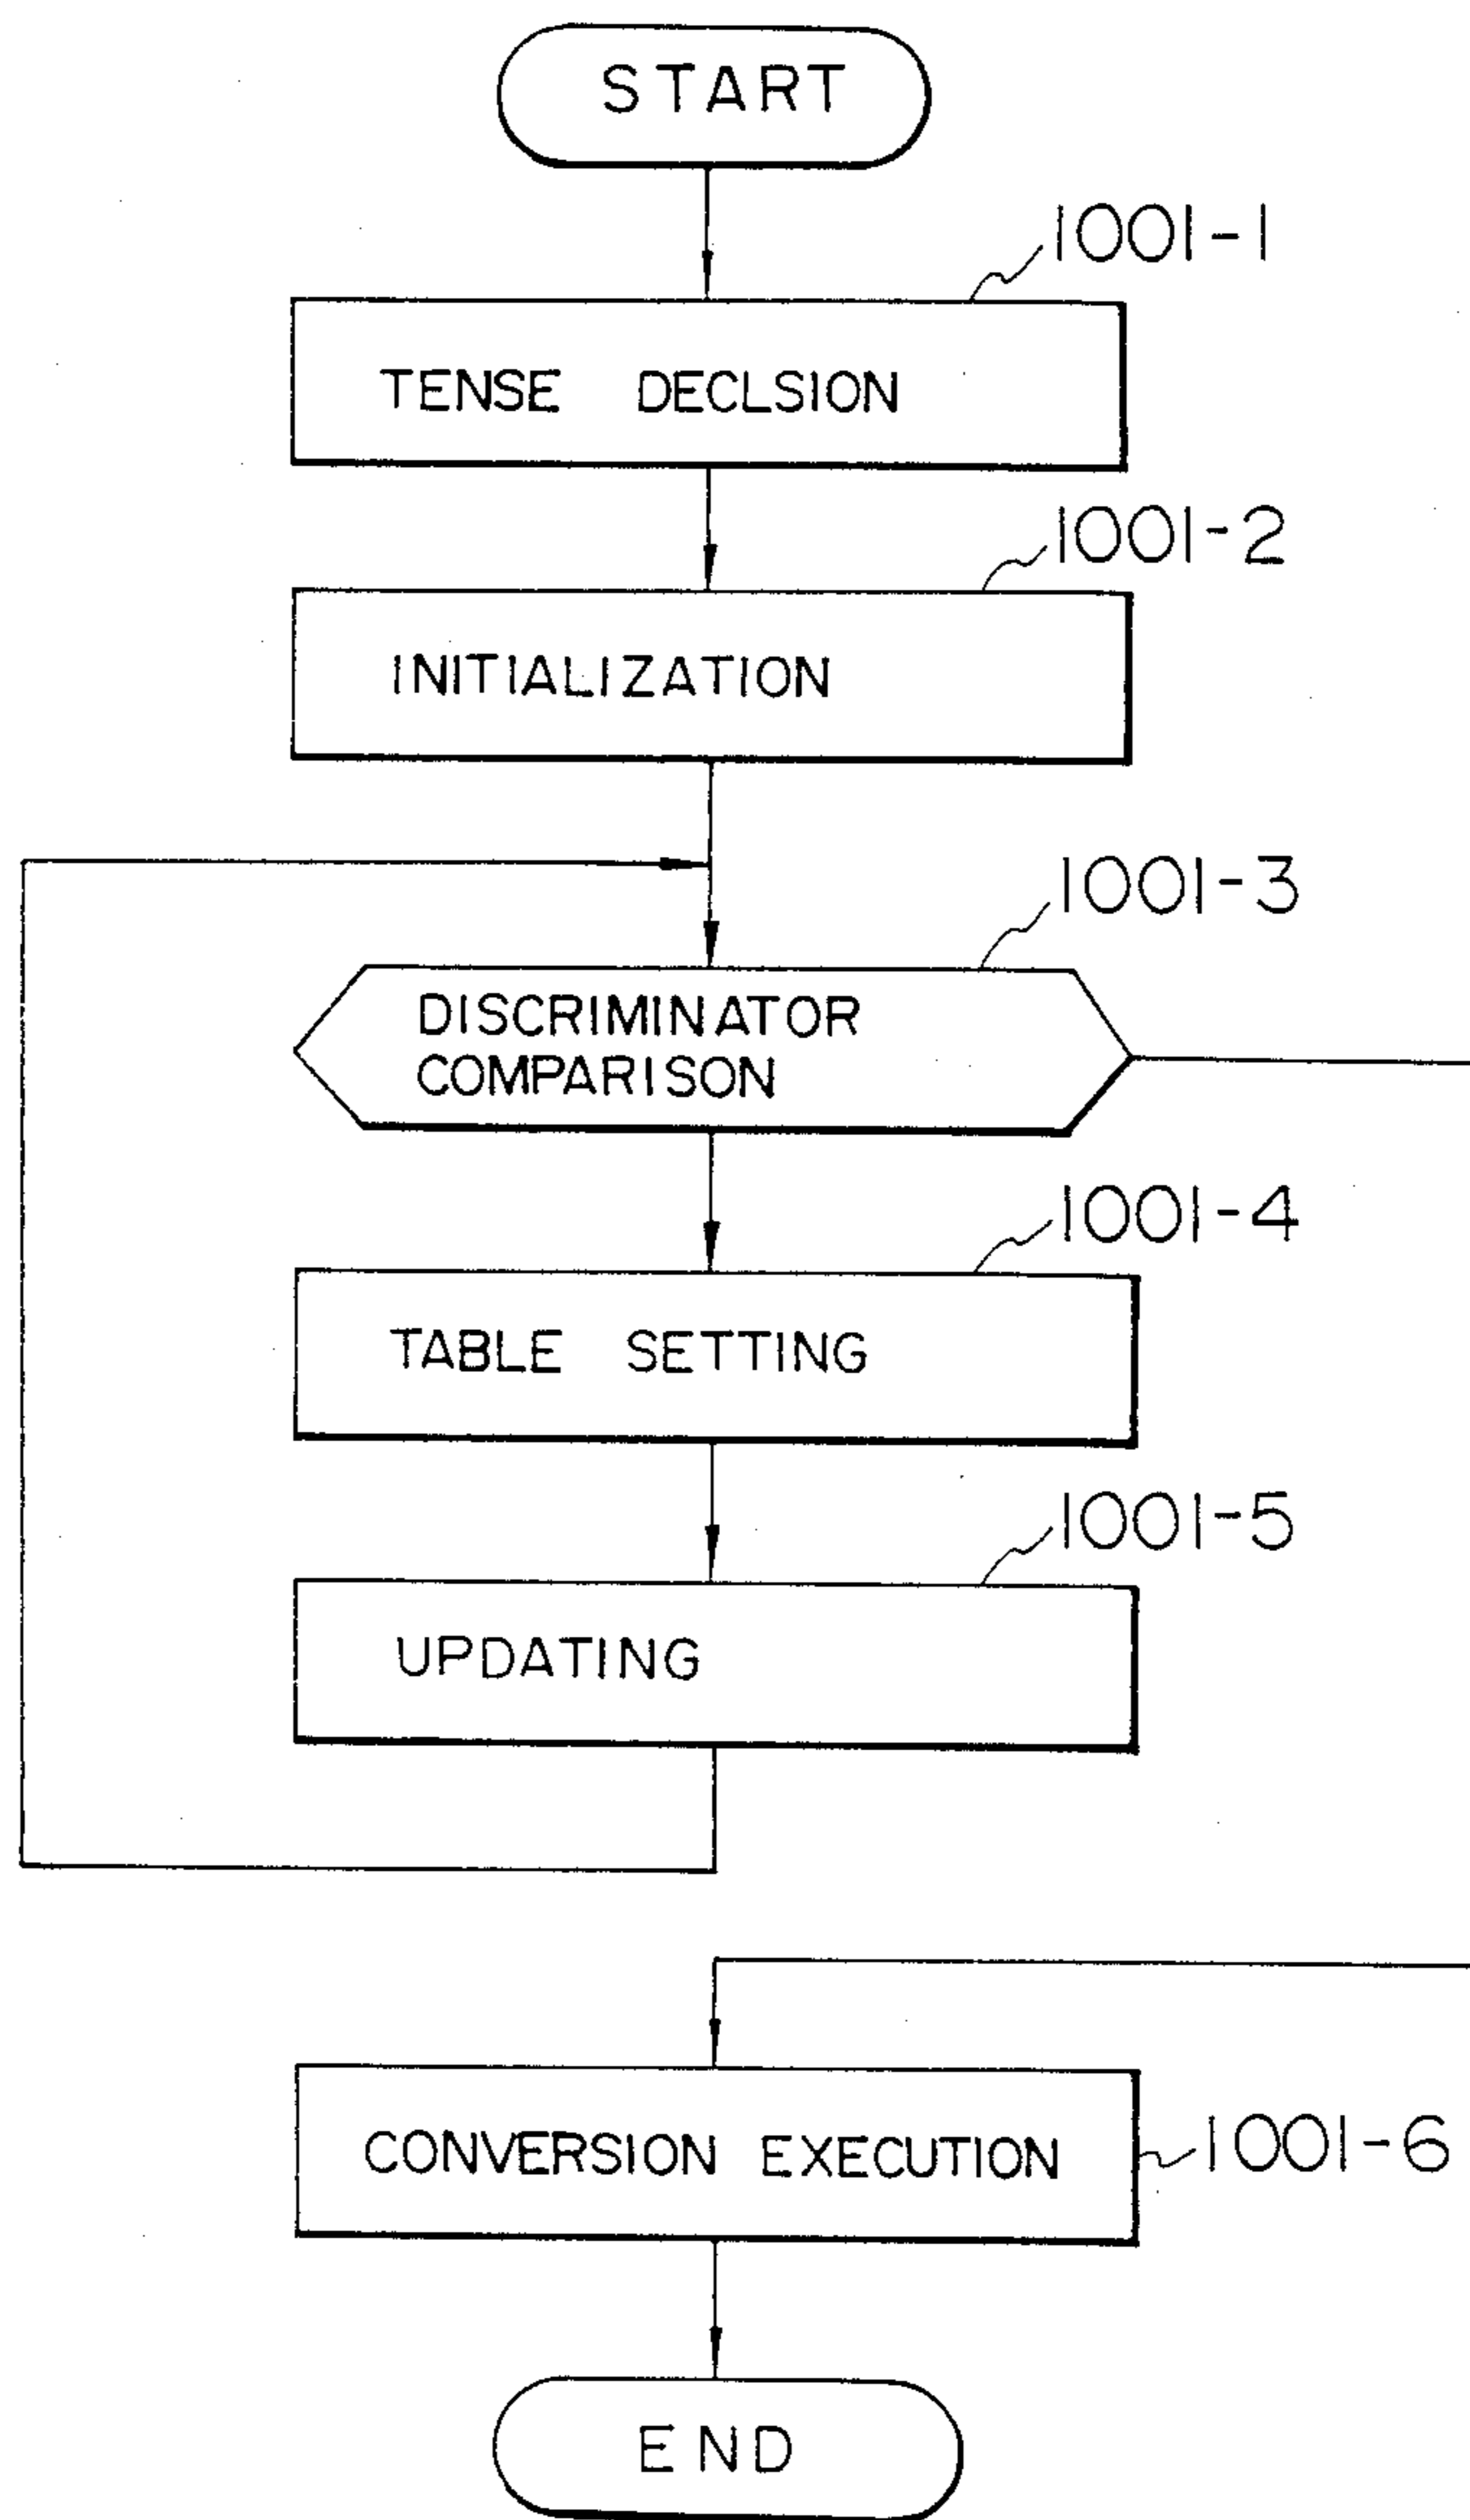 START
1001-1
TENSE DECLSION
1001-2
INITIALIZATION
1001-3
DISCRIMINATOR
COMPARISON
1001-4
TABLE SETTING
1001-5
UPDATING
CONVERSION EXECUTION
1001-6
END